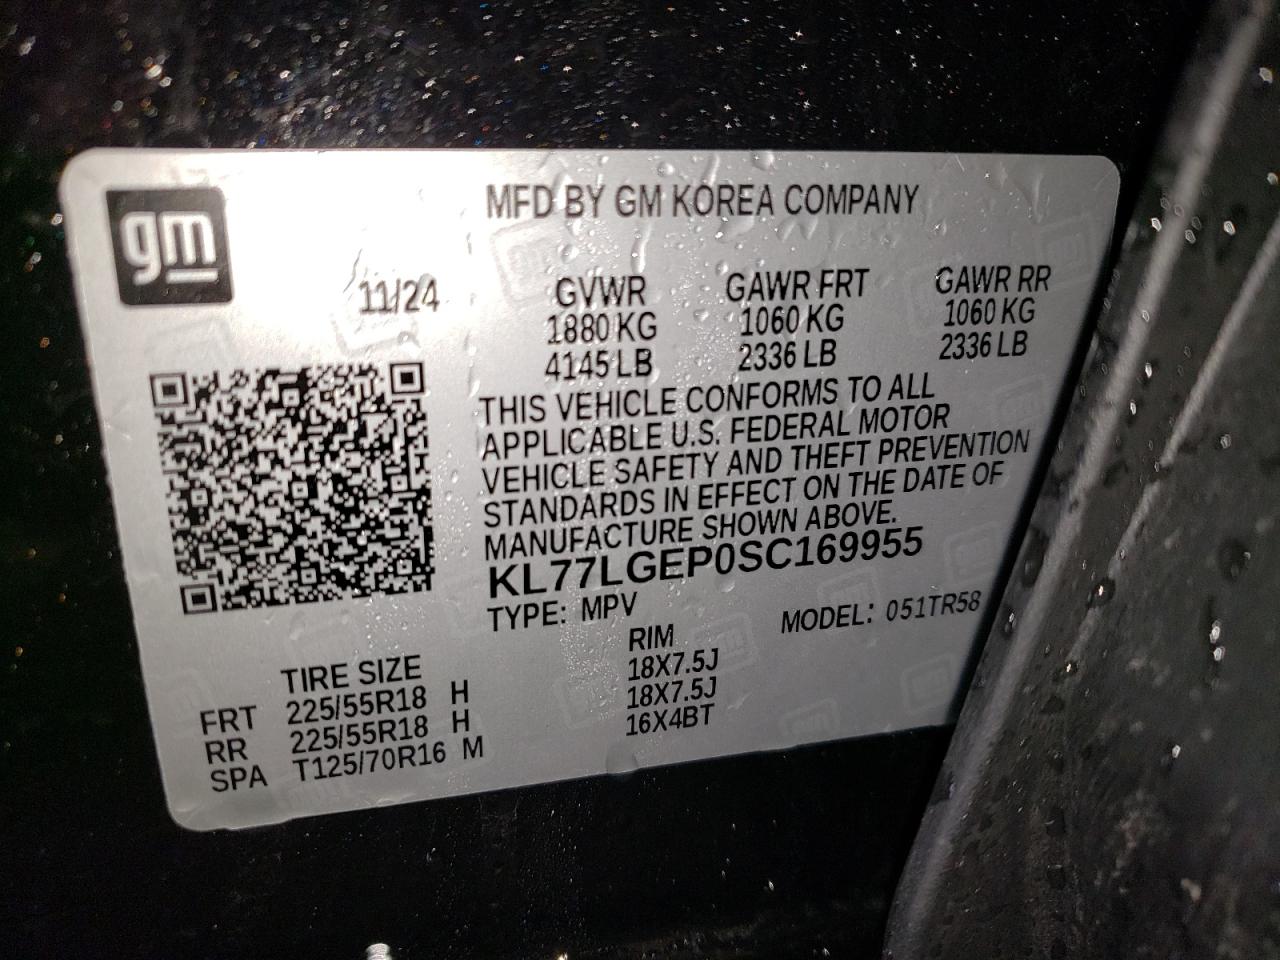 gm
MFD BY GM KOREA COMPANY
11/24
GVWR GAWR FRT GAWR RR
1880 KG 1060 KG 1060 KG
4145 LB 2336 LB 2336 LB
THIS VEHICLE CONFORMS TO ALL
APPLICABLE U.S. FEDERAL MOTOR
VEHICLE SAFETY AND THEFT PREVENTION
STANDARDS IN EFFECT ON THE DATE OF
MANUFACTURE SHOWN ABOVE.
KL77LGEP0SC169955
TYPE: MPV MODEL: 051TR58
TIRE SIZE RIM
FRT 225/55R18 H 18X7.5J
RR 225/55R18 H 18X7.5J
SPA T125/70R16 M 16X4BT